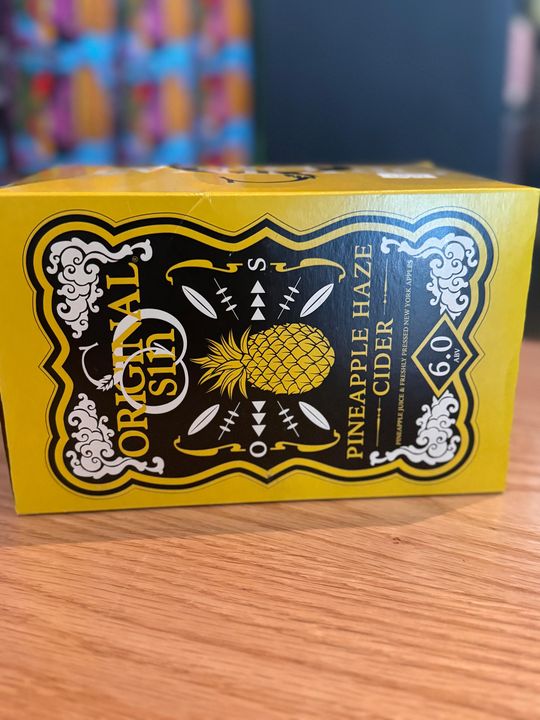 ORIGINAL®
sin
S
O
PINEAPPLE HAZE
CIDER
PINEAPPLE JUICE & FRESHLY PRESSED NEW YORK APPLES
6.0
ABV